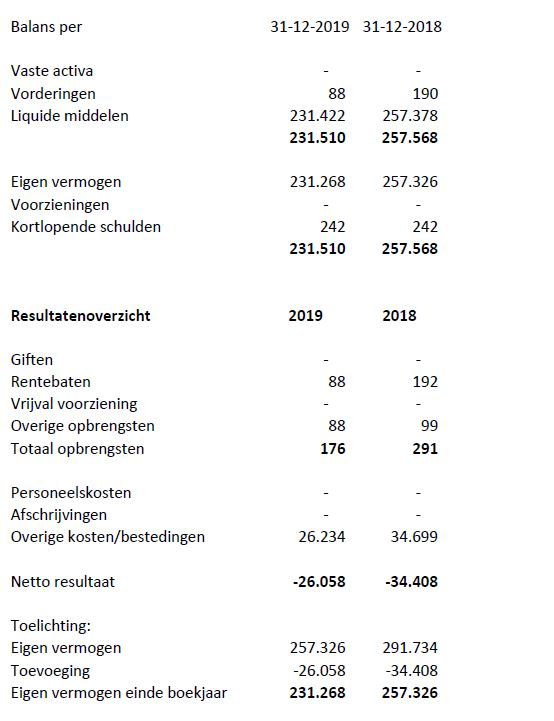 Balans per 31-12-2019 31-12-2018
Vaste activa - -
Vorderingen 88 190
Liquide middelen 231.422 257.378
231.510 257.568
Eigen vermogen 231.268 257.326
Voorzieningen - -
Kortlopende schulden 242 242
231.510 257.568
Resultatenoverzicht 2019 2018
Giften - -
Rentebaten 88 192
Vrijval voorziening - -
Overige opbrengsten 88 99
Totaal opbrengsten 176 291
Personeelskosten - -
Afschrijvingen - -
Overige kosten/bestedingen 26.234 34.699
Netto resultaat -26.058 -34.408
Toelichting:
Eigen vermogen 257.326 291.734
Toevoeging -26.058 -34.408
Eigen vermogen einde boekjaar 231.268 257.326